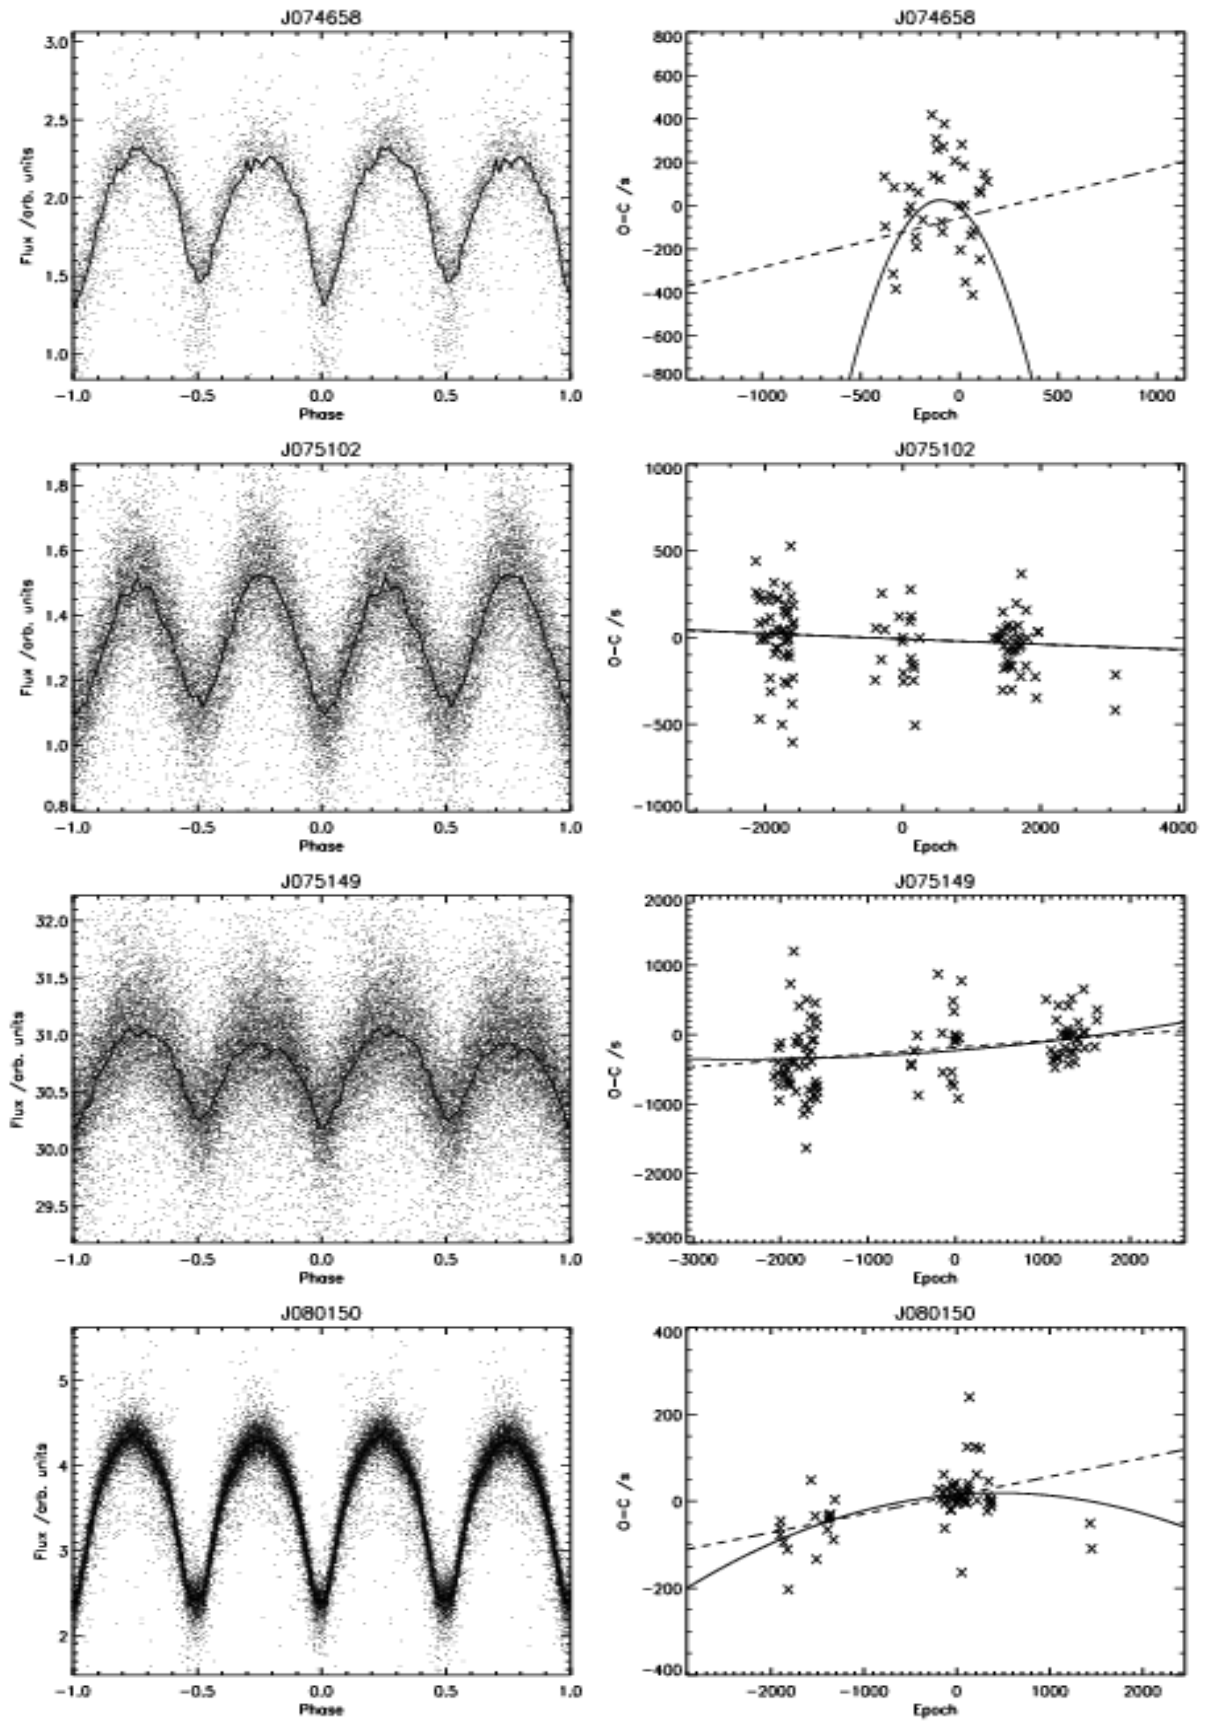 J074658
3.0
2.5
2.0
1.5
1.0
Flux /arb. units
-1.0 -0.5 0.0 0.5 1.0
Phase
J074658
800
600
400
200
0
-200
-400
-600
-800
O-C /s
-1000 -500 0 500 1000
Epoch
J075102
1.8
1.6
1.4
1.2
1.0
0.8
Flux /arb. units
-1.0 -0.5 0.0 0.5 1.0
Phase
J075102
1000
500
0
-500
-1000
O-C /s
-2000 0 2000 4000
Epoch
J075149
32.0
31.5
31.0
30.5
30.0
29.5
Flux /arb. units
-1.0 -0.5 0.0 0.5 1.0
Phase
J075149
2000
1000
0
-1000
-2000
-3000
O-C /s
-3000 -2000 -1000 0 1000 2000
Epoch
J080150
5
4
3
2
Flux /arb. units
-1.0 -0.5 0.0 0.5 1.0
Phase
J080150
400
200
0
-200
-400
O-C /s
-2000 -1000 0 1000 2000
Epoch